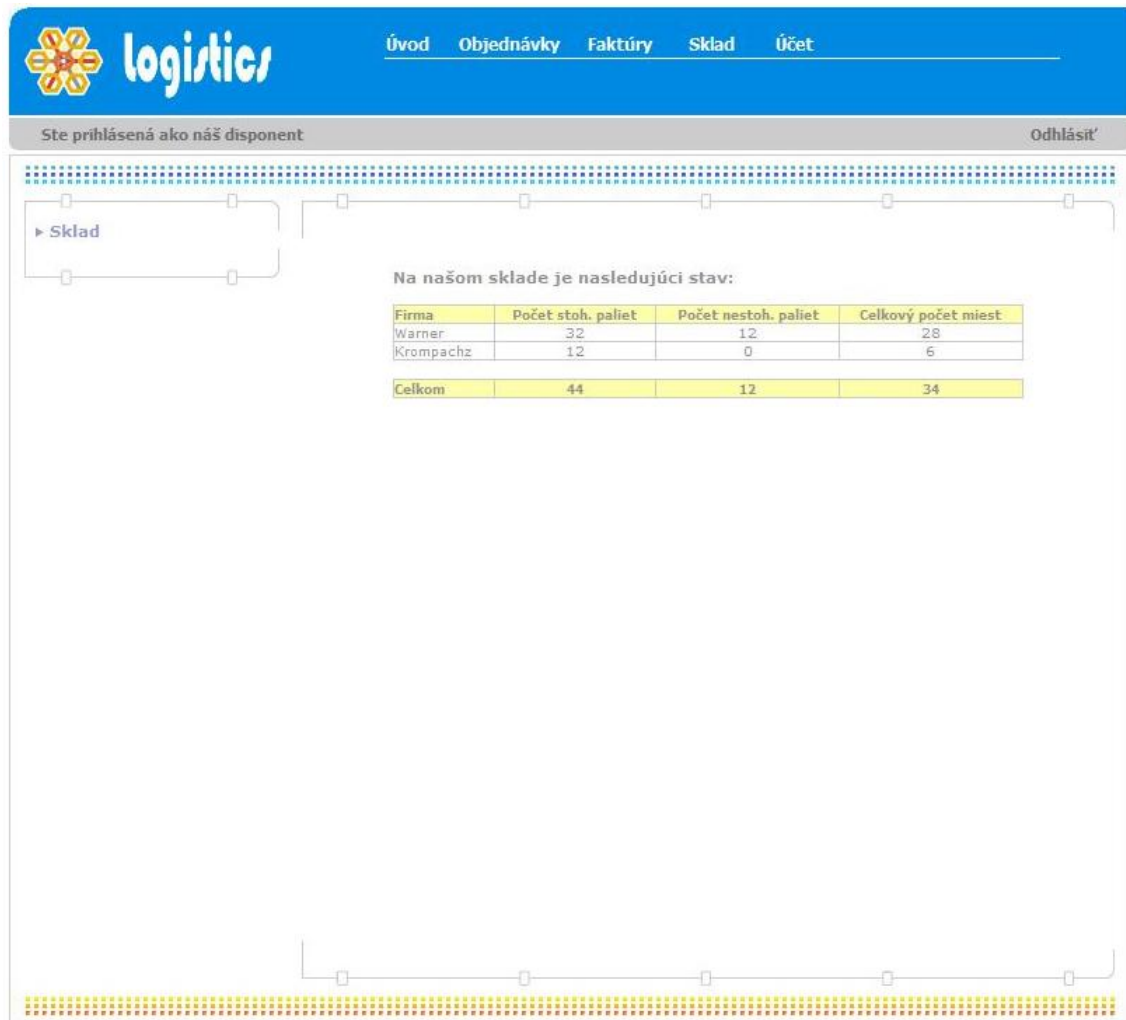 logistics
Úvod Objednávky Faktúry Sklad Účet
Ste prihlásená ako náš disponent Odhlásiť
Sklad
Na našom sklade je nasledujúci stav:
Firma Počet stoh. paliet Počet nestoh. paliet Celkový počet miest
Warner 32 12 28
Krompachz 12 0 6
Celkom 44 12 34